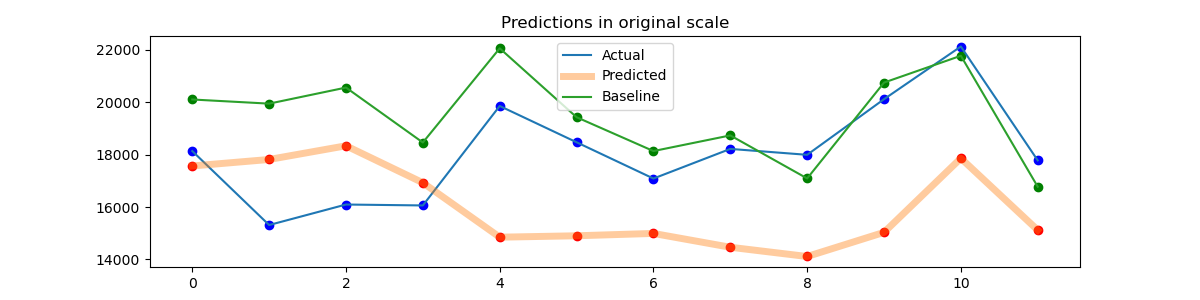 Predictions in original scale
22000
20000
18000
16000
14000
Actual
Predicted
Baseline
0 2 4 6 8 10